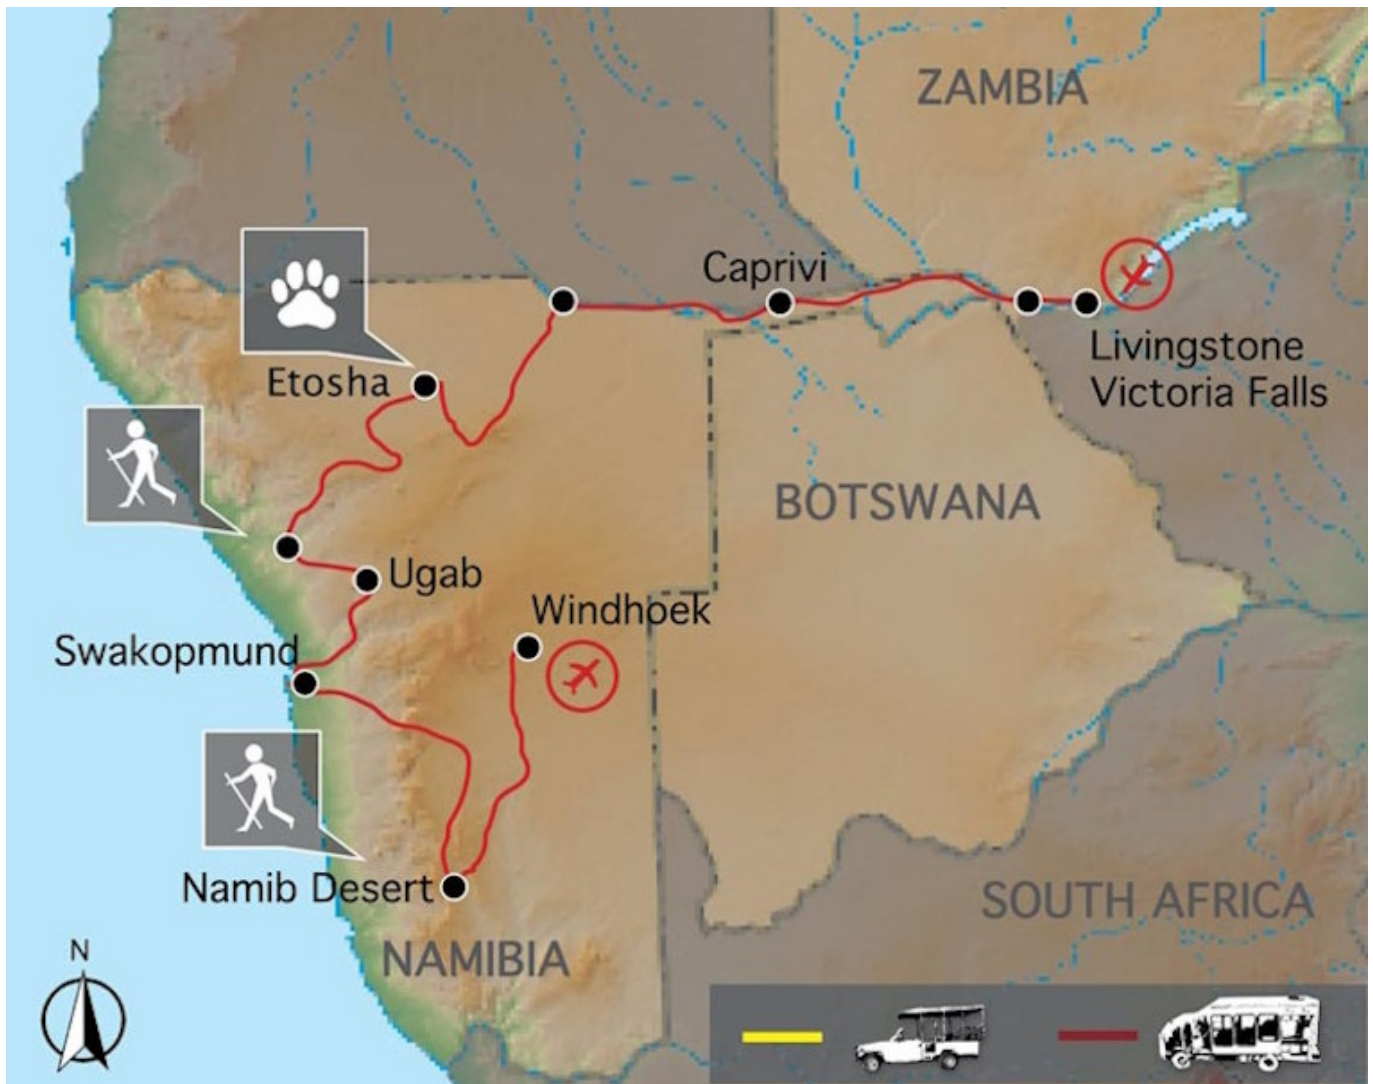 ZAMBIA
Caprivi
Livingstone
Victoria Falls
Etosha
BOTSWANA
Ugab
Windhoek
Swakopmund
Namib Desert
SOUTH AFRICA
NAMIBIA
N